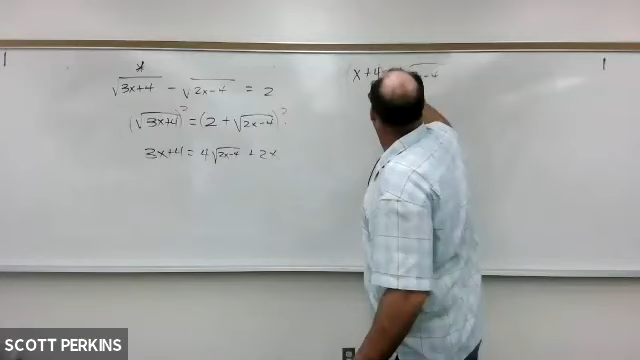 *
√3x+4 - √2x-4 = 2
(√3x+4)² = (2 + √2x-4)²
3x+4 = 4√2x-4 + 2x
x+4
SCOTT PERKINS